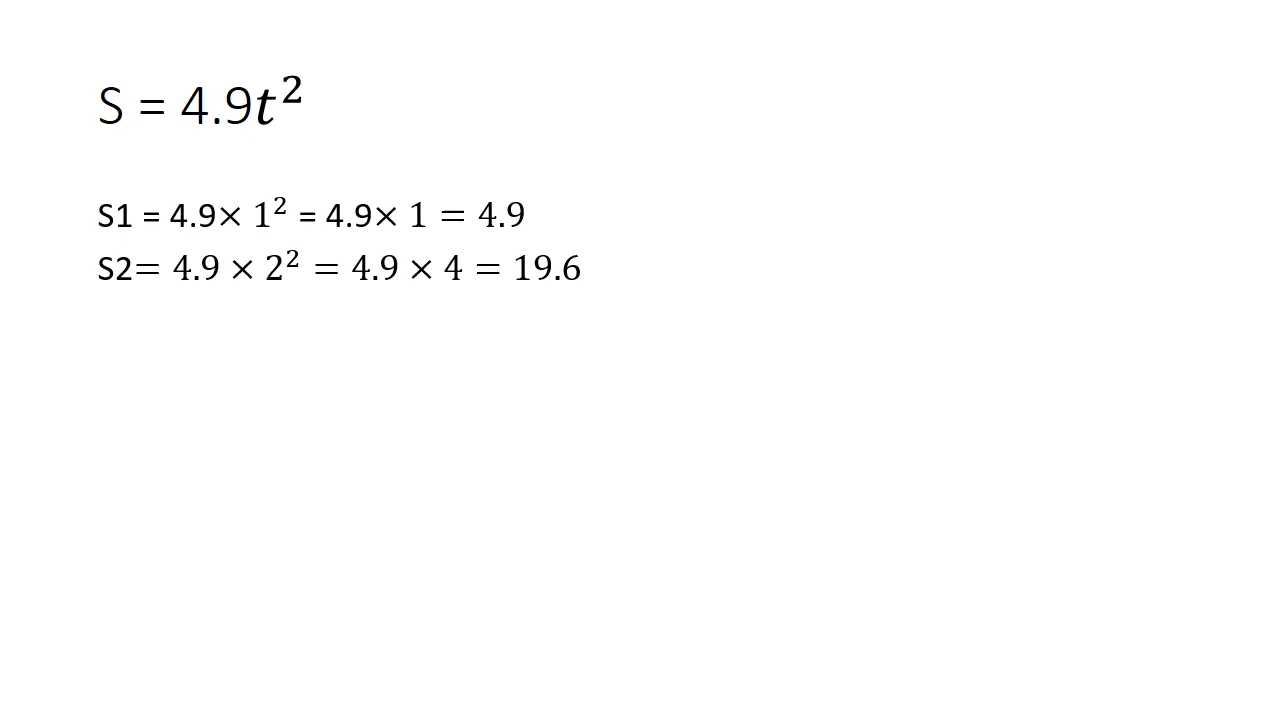 S = 4.9t²
S1 = 4.9× 1² = 4.9× 1 = 4.9
S2= 4.9 × 2² = 4.9 × 4 = 19.6